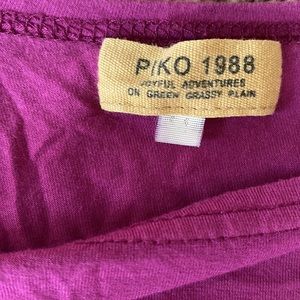 PIKO 1988
JOYFUL ADVENTURES
ON GREEN GRASSY PLAIN